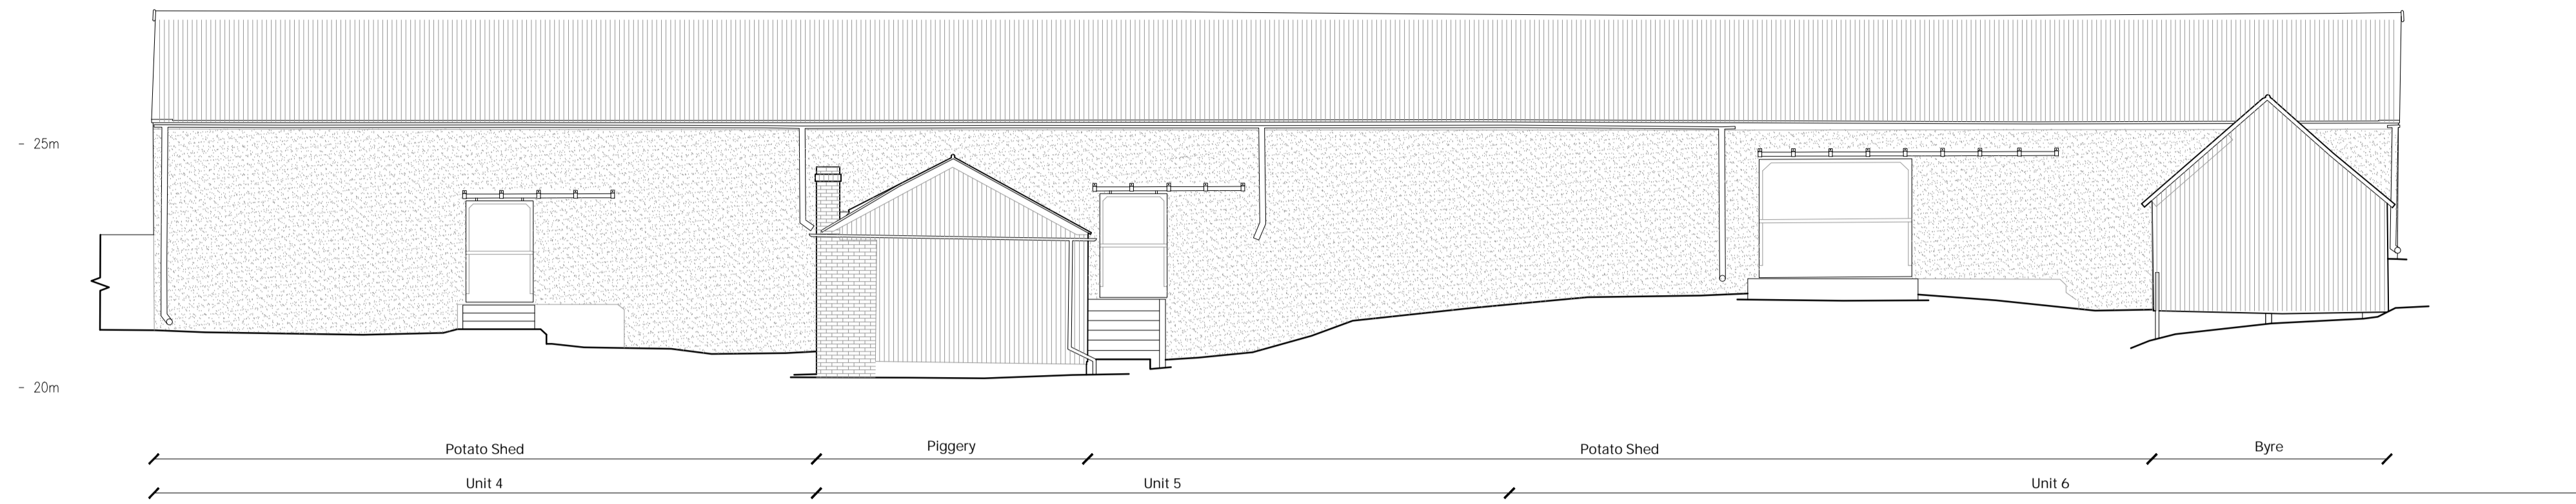 - 25m
- 20m
Potato Shed
Piggery
Potato Shed
Byre
Unit 4
Unit 5
Unit 6